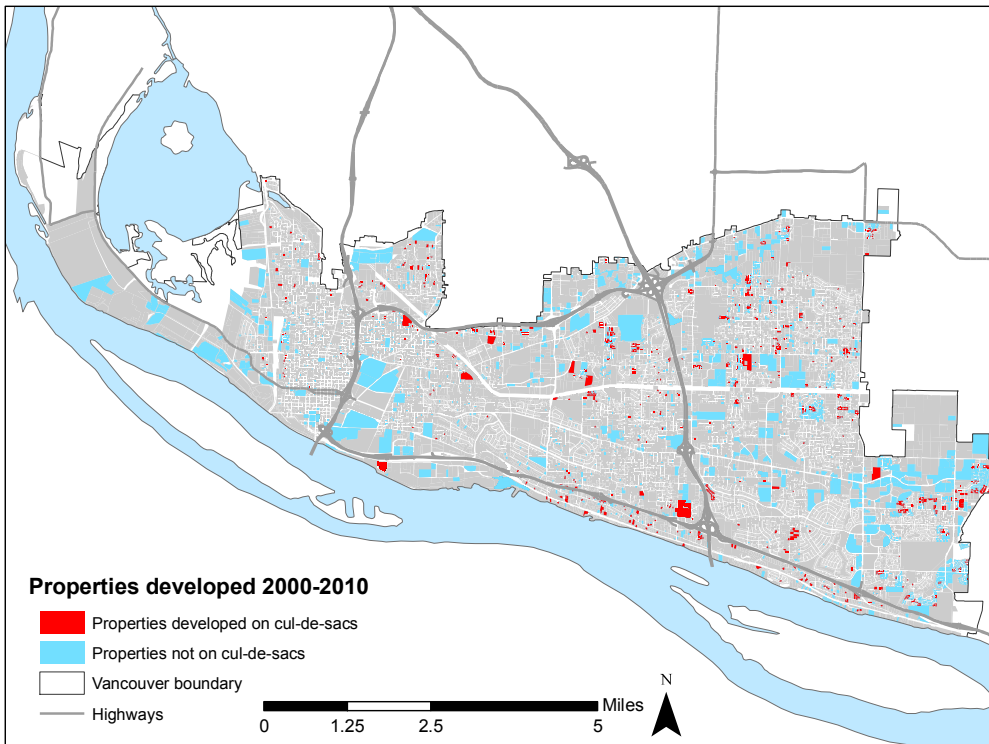 Properties developed 2000-2010
Properties developed on cul-de-sacs
Properties not on cul-de-sacs
Vancouver boundary
Highways
0 1.25 2.5 5 Miles
N